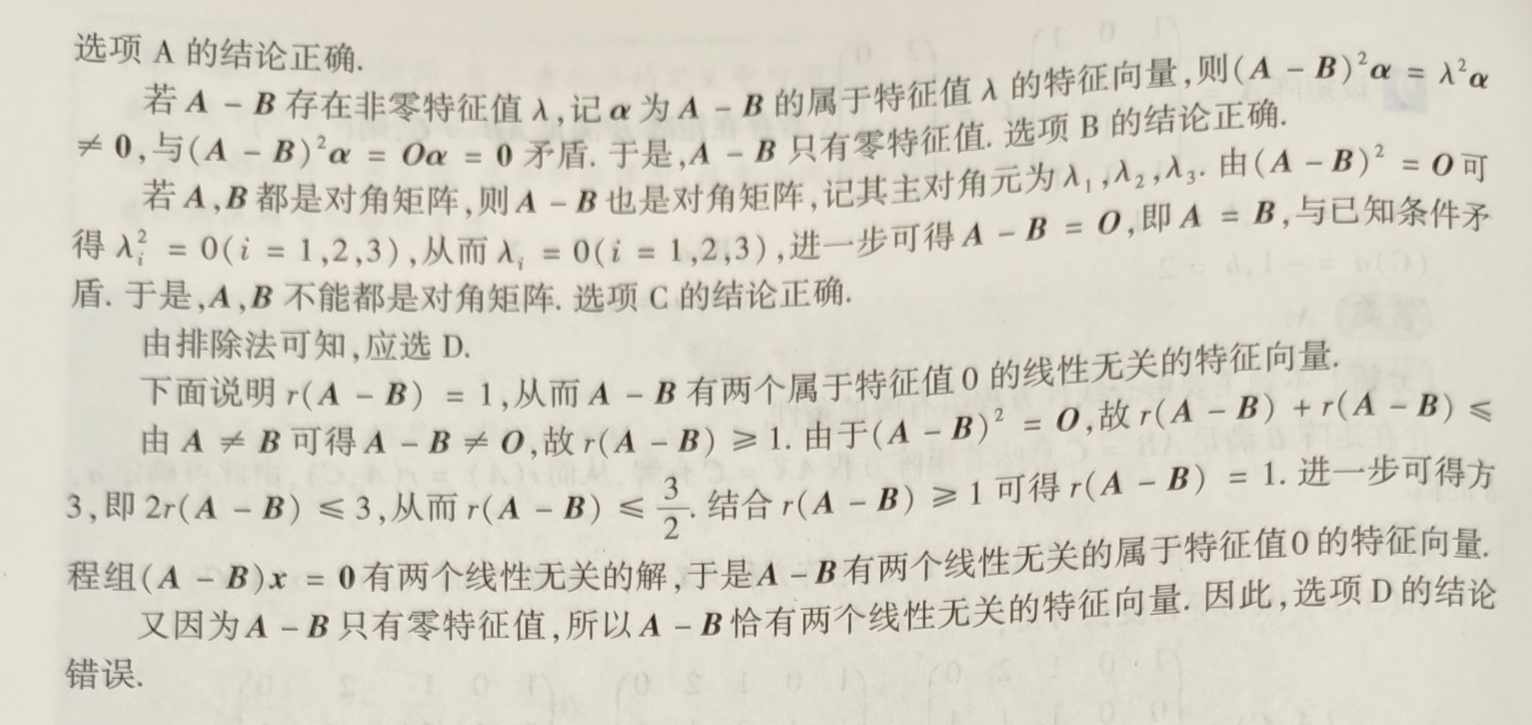 选项 A 的结论正确.
若 A - B 存在非零特征值 λ,记 α 为 A - B 的属于特征值 λ 的特征向量,则(A - B)²α = λ²α
≠ 0,与(A - B)²α = Oα = 0 矛盾. 于是,A - B 只有零特征值. 选项 B 的结论正确.
若 A,B 都是对角矩阵,则 A - B 也是对角矩阵,记其主对角元为 λ₁,λ₂,λ₃. 由(A - B)² = O 可
得 λᵢ² = 0(i = 1,2,3),从而 λᵢ = 0(i = 1,2,3),进一步可得 A - B = O,即 A = B,与已知条件矛
盾. 于是,A,B 不能都是对角矩阵. 选项 C 的结论正确.
由排除法可知,应选 D.
下面说明 r(A - B) = 1,从而 A - B 有两个属于特征值 0 的线性无关的特征向量.
由 A ≠ B 可得 A - B ≠ O,故 r(A - B) ≥ 1. 由于(A - B)² = O,故 r(A - B) + r(A - B) ≤
3,即 2r(A - B) ≤ 3,从而 r(A - B) ≤ 3/2. 结合 r(A - B) ≥ 1 可得 r(A - B) = 1. 进一步可得方
程组(A - B)x = 0 有两个线性无关的解,于是 A - B 有两个线性无关的属于特征值 0 的特征向量.
又因为 A - B 只有零特征值,所以 A - B 恰有两个线性无关的特征向量. 因此,选项 D 的结论
错误.